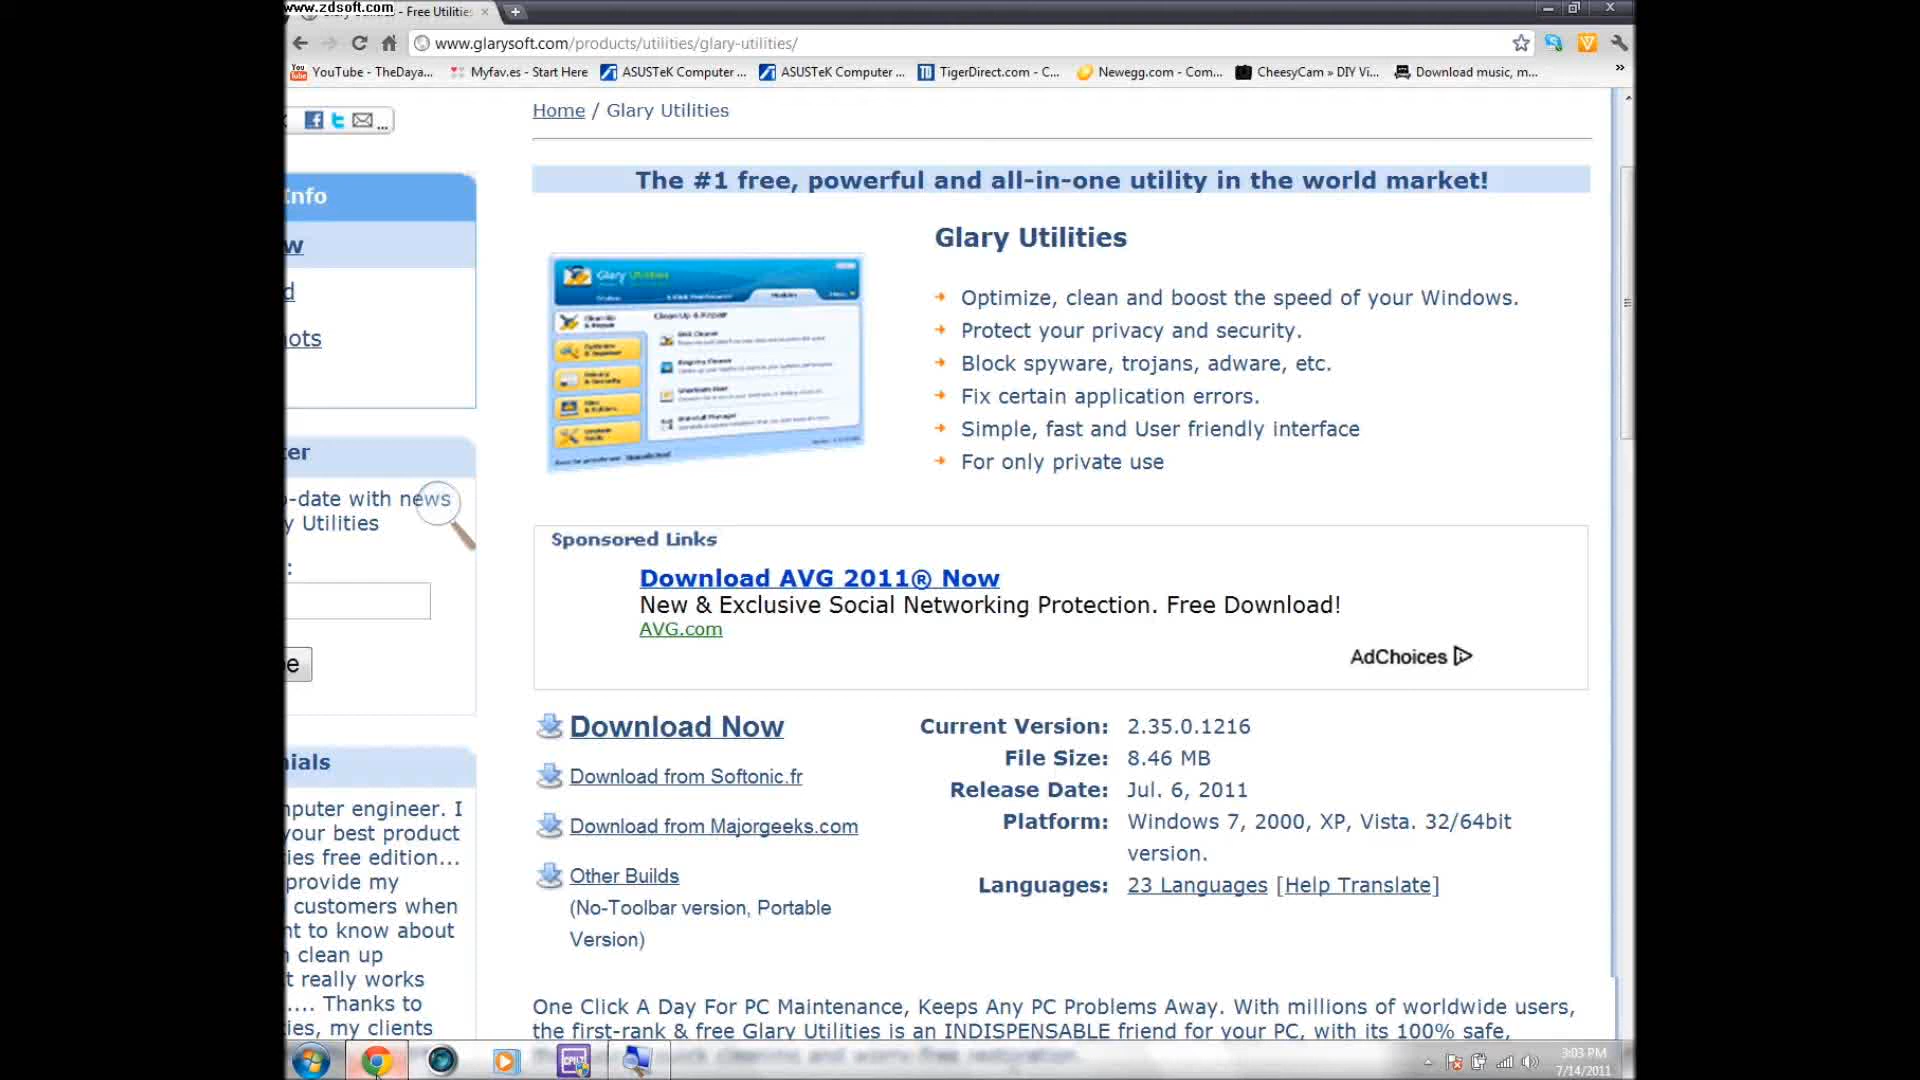 www.zdsoft.com
- Free Utilitie
www.glarysoft.com/products/utilities/glary-utilities/
You Tube
YouTube - TheDaya...
Myfav.es - Start Here
ASUSTeK Computer ...
ASUSTeK Computer ...
TigerDirect.com - C...
Newegg.com - Com...
CheesyCam » DIY Vi...
Download music, m...
Home / Glary Utilities
The #1 free, powerful and all-in-one utility in the world market!
Info
w
d
ots
ter
-date with news
y Utilities
:
e
nials
mputer engineer. I
your best product
ies free edition...
provide my
customers when
nt to know about
n clean up
t really works
.... Thanks to
ies, my clients
Glary Utilities
Glary Utilities
Optimize, clean and boost the speed of your Windows.
Protect your privacy and security.
Block spyware, trojans, adware, etc.
Fix certain application errors.
Simple, fast and User friendly interface
For only private use
Sponsored Links
Download AVG 2011® Now
New & Exclusive Social Networking Protection. Free Download!
AVG.com
AdChoices
Download Now
Download from Softonic.fr
Download from Majorgeeks.com
Other Builds
(No-Toolbar version, Portable
Version)
Current Version: 2.35.0.1216
File Size: 8.46 MB
Release Date: Jul. 6, 2011
Platform: Windows 7, 2000, XP, Vista. 32/64bit
version.
Languages: 23 Languages [Help Translate]
One Click A Day For PC Maintenance, Keeps Any PC Problems Away. With millions of worldwide users,
the first-rank & free Glary Utilities is an INDISPENSABLE friend for your PC, with its 100% safe,
3:03 PM
7/14/2011